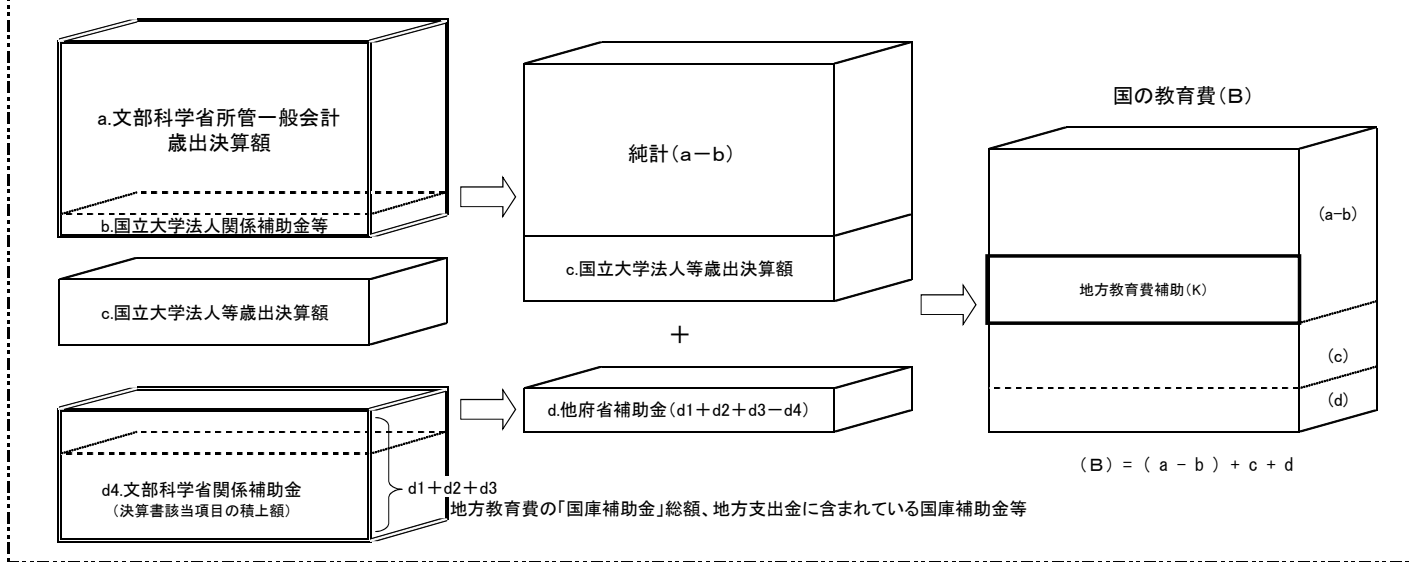 a.文部科学省所管一般会計
歳出決算額
b.国立大学法人関係補助金等
c.国立大学法人等歳出決算額
d4.文部科学省関係補助金
(決算書該当項目の積上額)
d1+d2+d3
地方教育費の「国庫補助金」総額、地方支出金に含まれている国庫補助金等
純計(a-b)
c.国立大学法人等歳出決算額
+
d.他府省補助金(d1+d2+d3-d4)
国の教育費(B)
(a-b)
地方教育費補助(K)
(c)
(d)
(B)=(a-b)+c+d